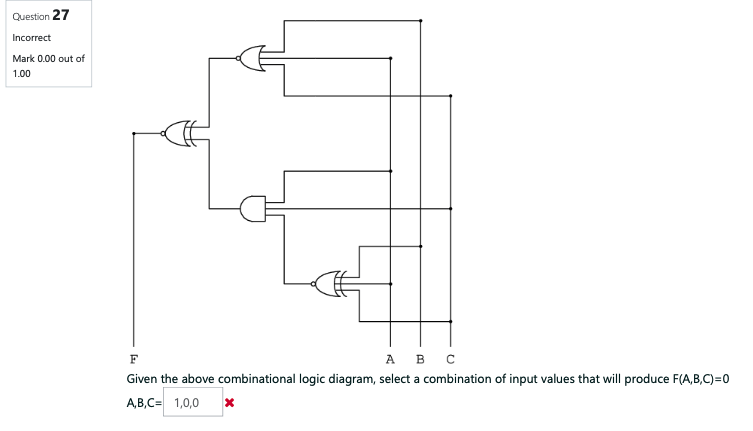 Question 27
Incorrect
Mark 0.00 out of
1.00
F A B C
Given the above combinational logic diagram, select a combination of input values that will produce F(A,B,C)=0
A,B,C= 1,0,0